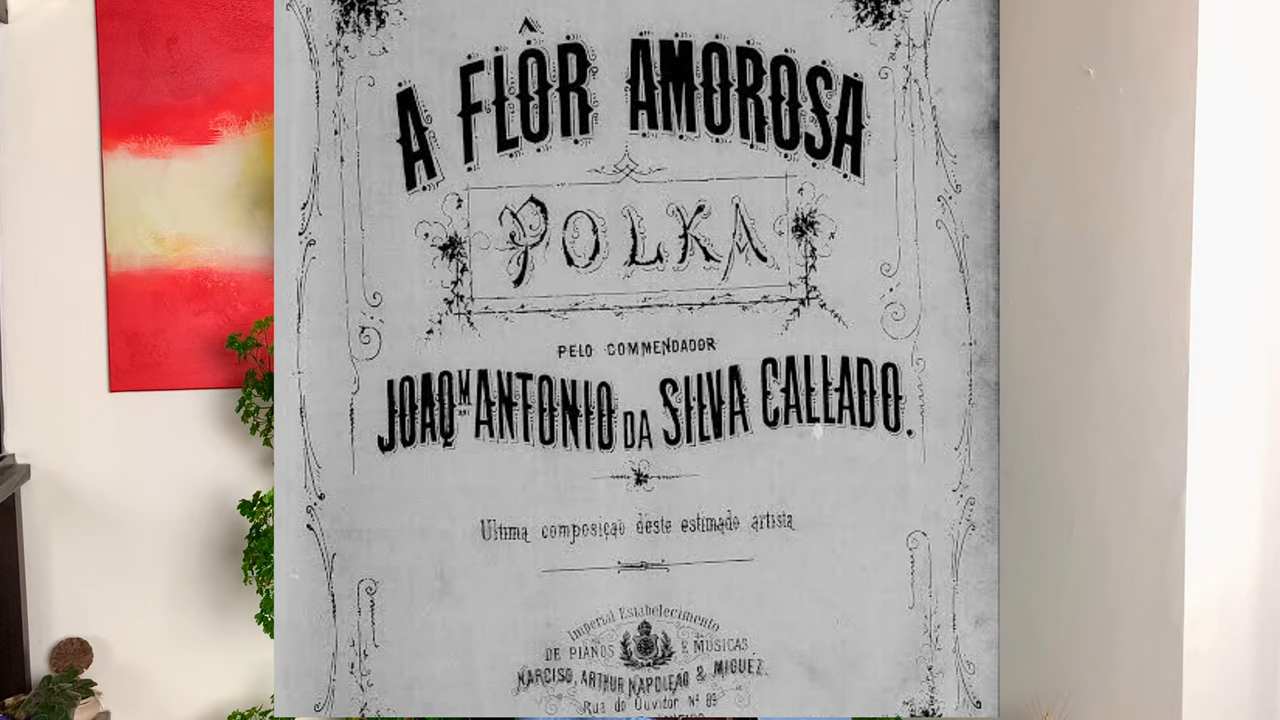 A FLÔR AMOROSA
POLKA
PELO COMMENDADOR
JOAQM ANTONIO DA SILVA CALLADO.
Ultima composição deste estimado artista
Imperial Estabelecimento
DE PIANOS E MUSICAS
NARCISO, ARTHUR NAPOLEÃO & MIGUEZ.
Rua do Ouvidor Nº 89